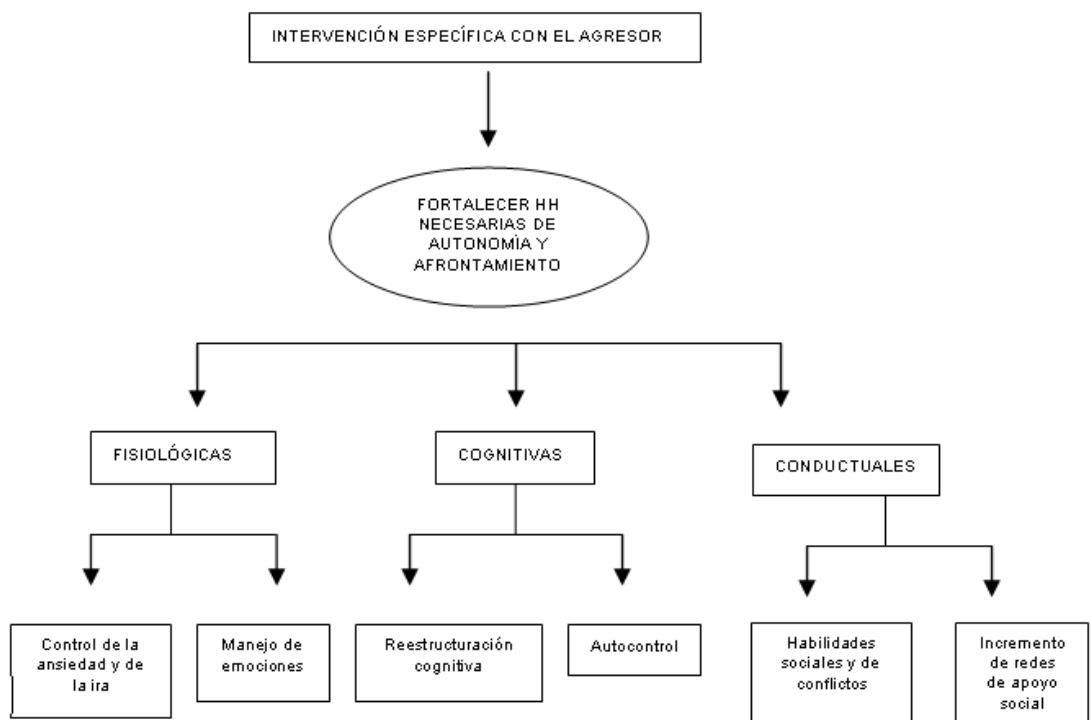 INTERVENCIÓN ESPECÍFICA CON EL AGRESOR
FORTALECER HH
NECESARIAS DE
AUTONOMÌA Y
AFRONTAMIENTO
FISIOLÓGICAS
COGNITIVAS
CONDUCTUALES
Control de la
ansiedad y de
la ira
Manejo de
emociones
Reestructuración
cognitiva
Autocontrol
Habilidades
sociales y de
conflictos
Incremento
de redes
de apoyo
social